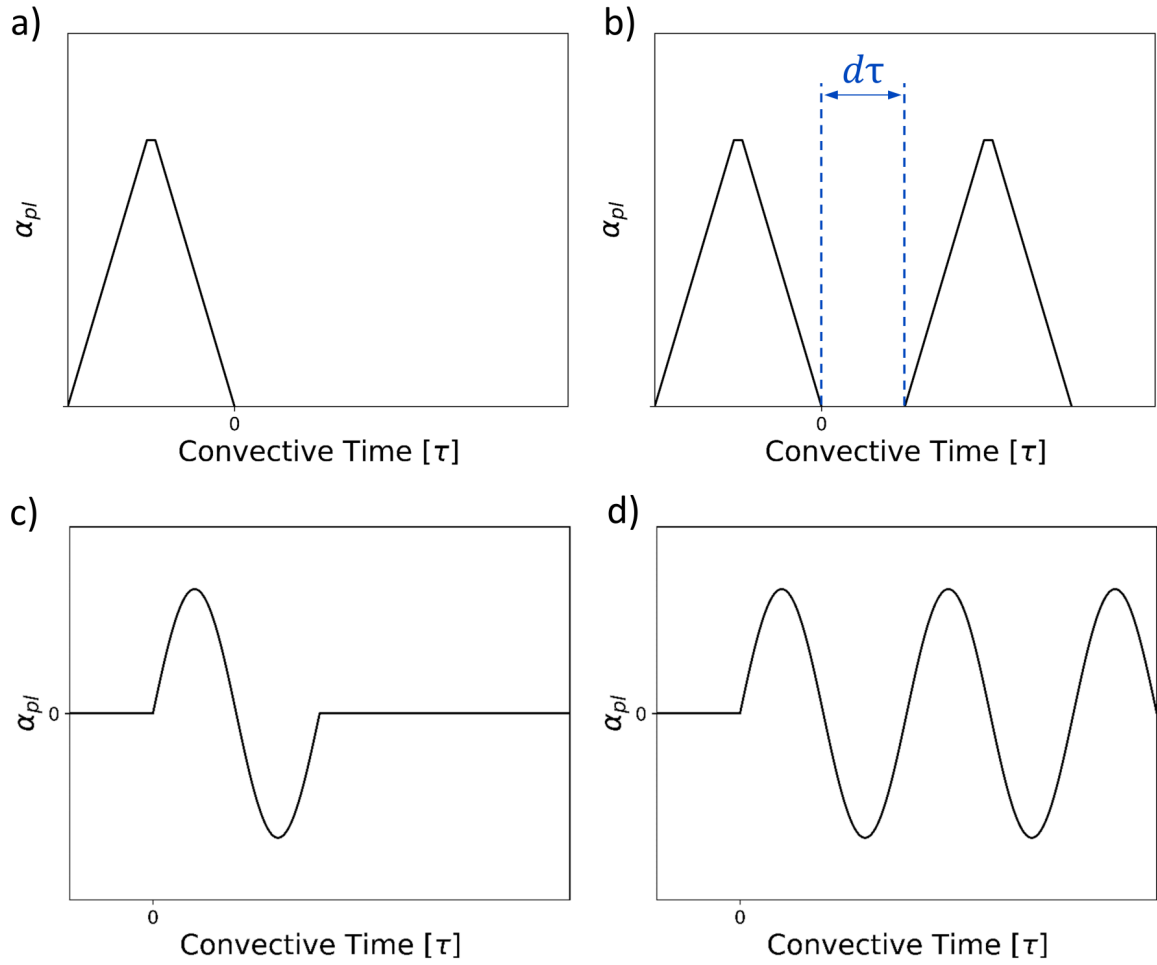 a)
α_pl
0
Convective Time [τ]
b)
dτ
α_pl
0
Convective Time [τ]
c)
α_pl
0
0
Convective Time [τ]
d)
α_pl
0
0
Convective Time [τ]